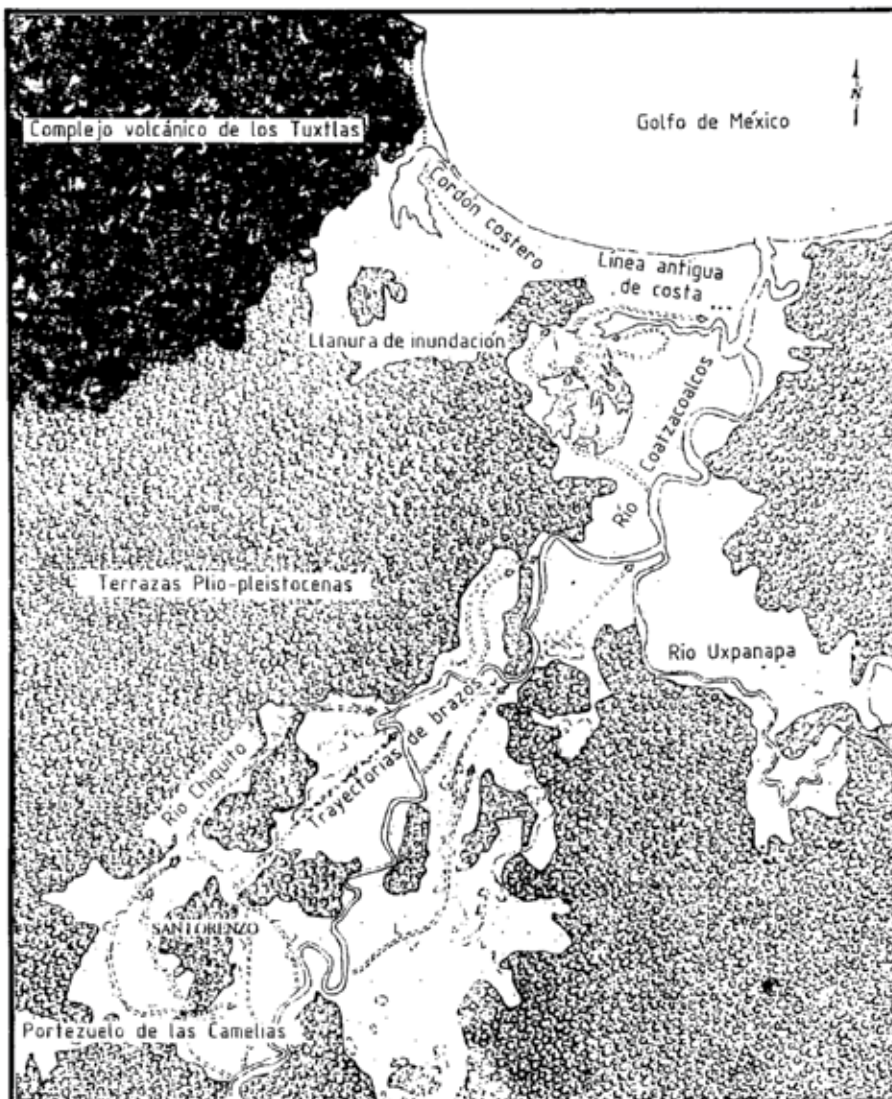 Golfo de México
N
Complejo volcánico de los Tuxtlas
Cordón costero
Línea antigua
de costa
Llanura de inundación
Río Coatzacoalcos
Terrazas Plio-pleistocenas
Río Uxpanapa
Trayectorias de brazos
Río Chiquito
SAN LORENZO
Portezuelo de las Camelias